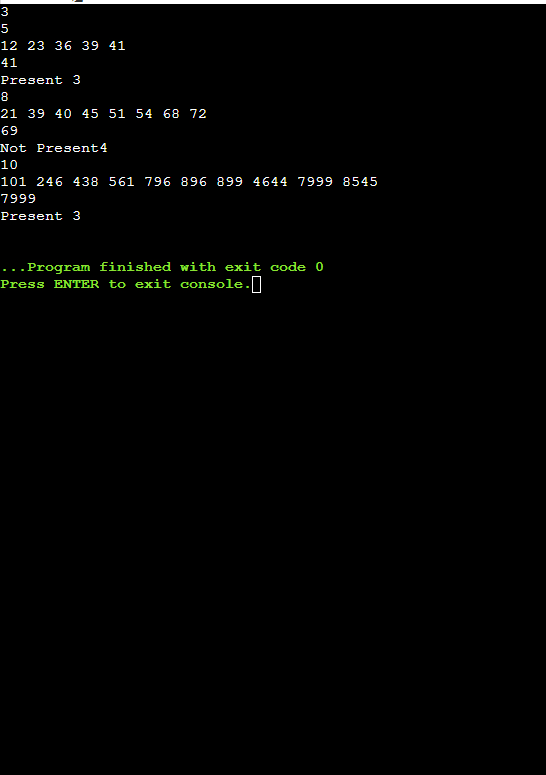 3
5
12 23 36 39 41
41
Present 3
8
21 39 40 45 51 54 68 72
69
Not Present4
10
101 246 438 561 796 896 899 4644 7999 8545
7999
Present 3
...Program finished with exit code 0
Press ENTER to exit console.